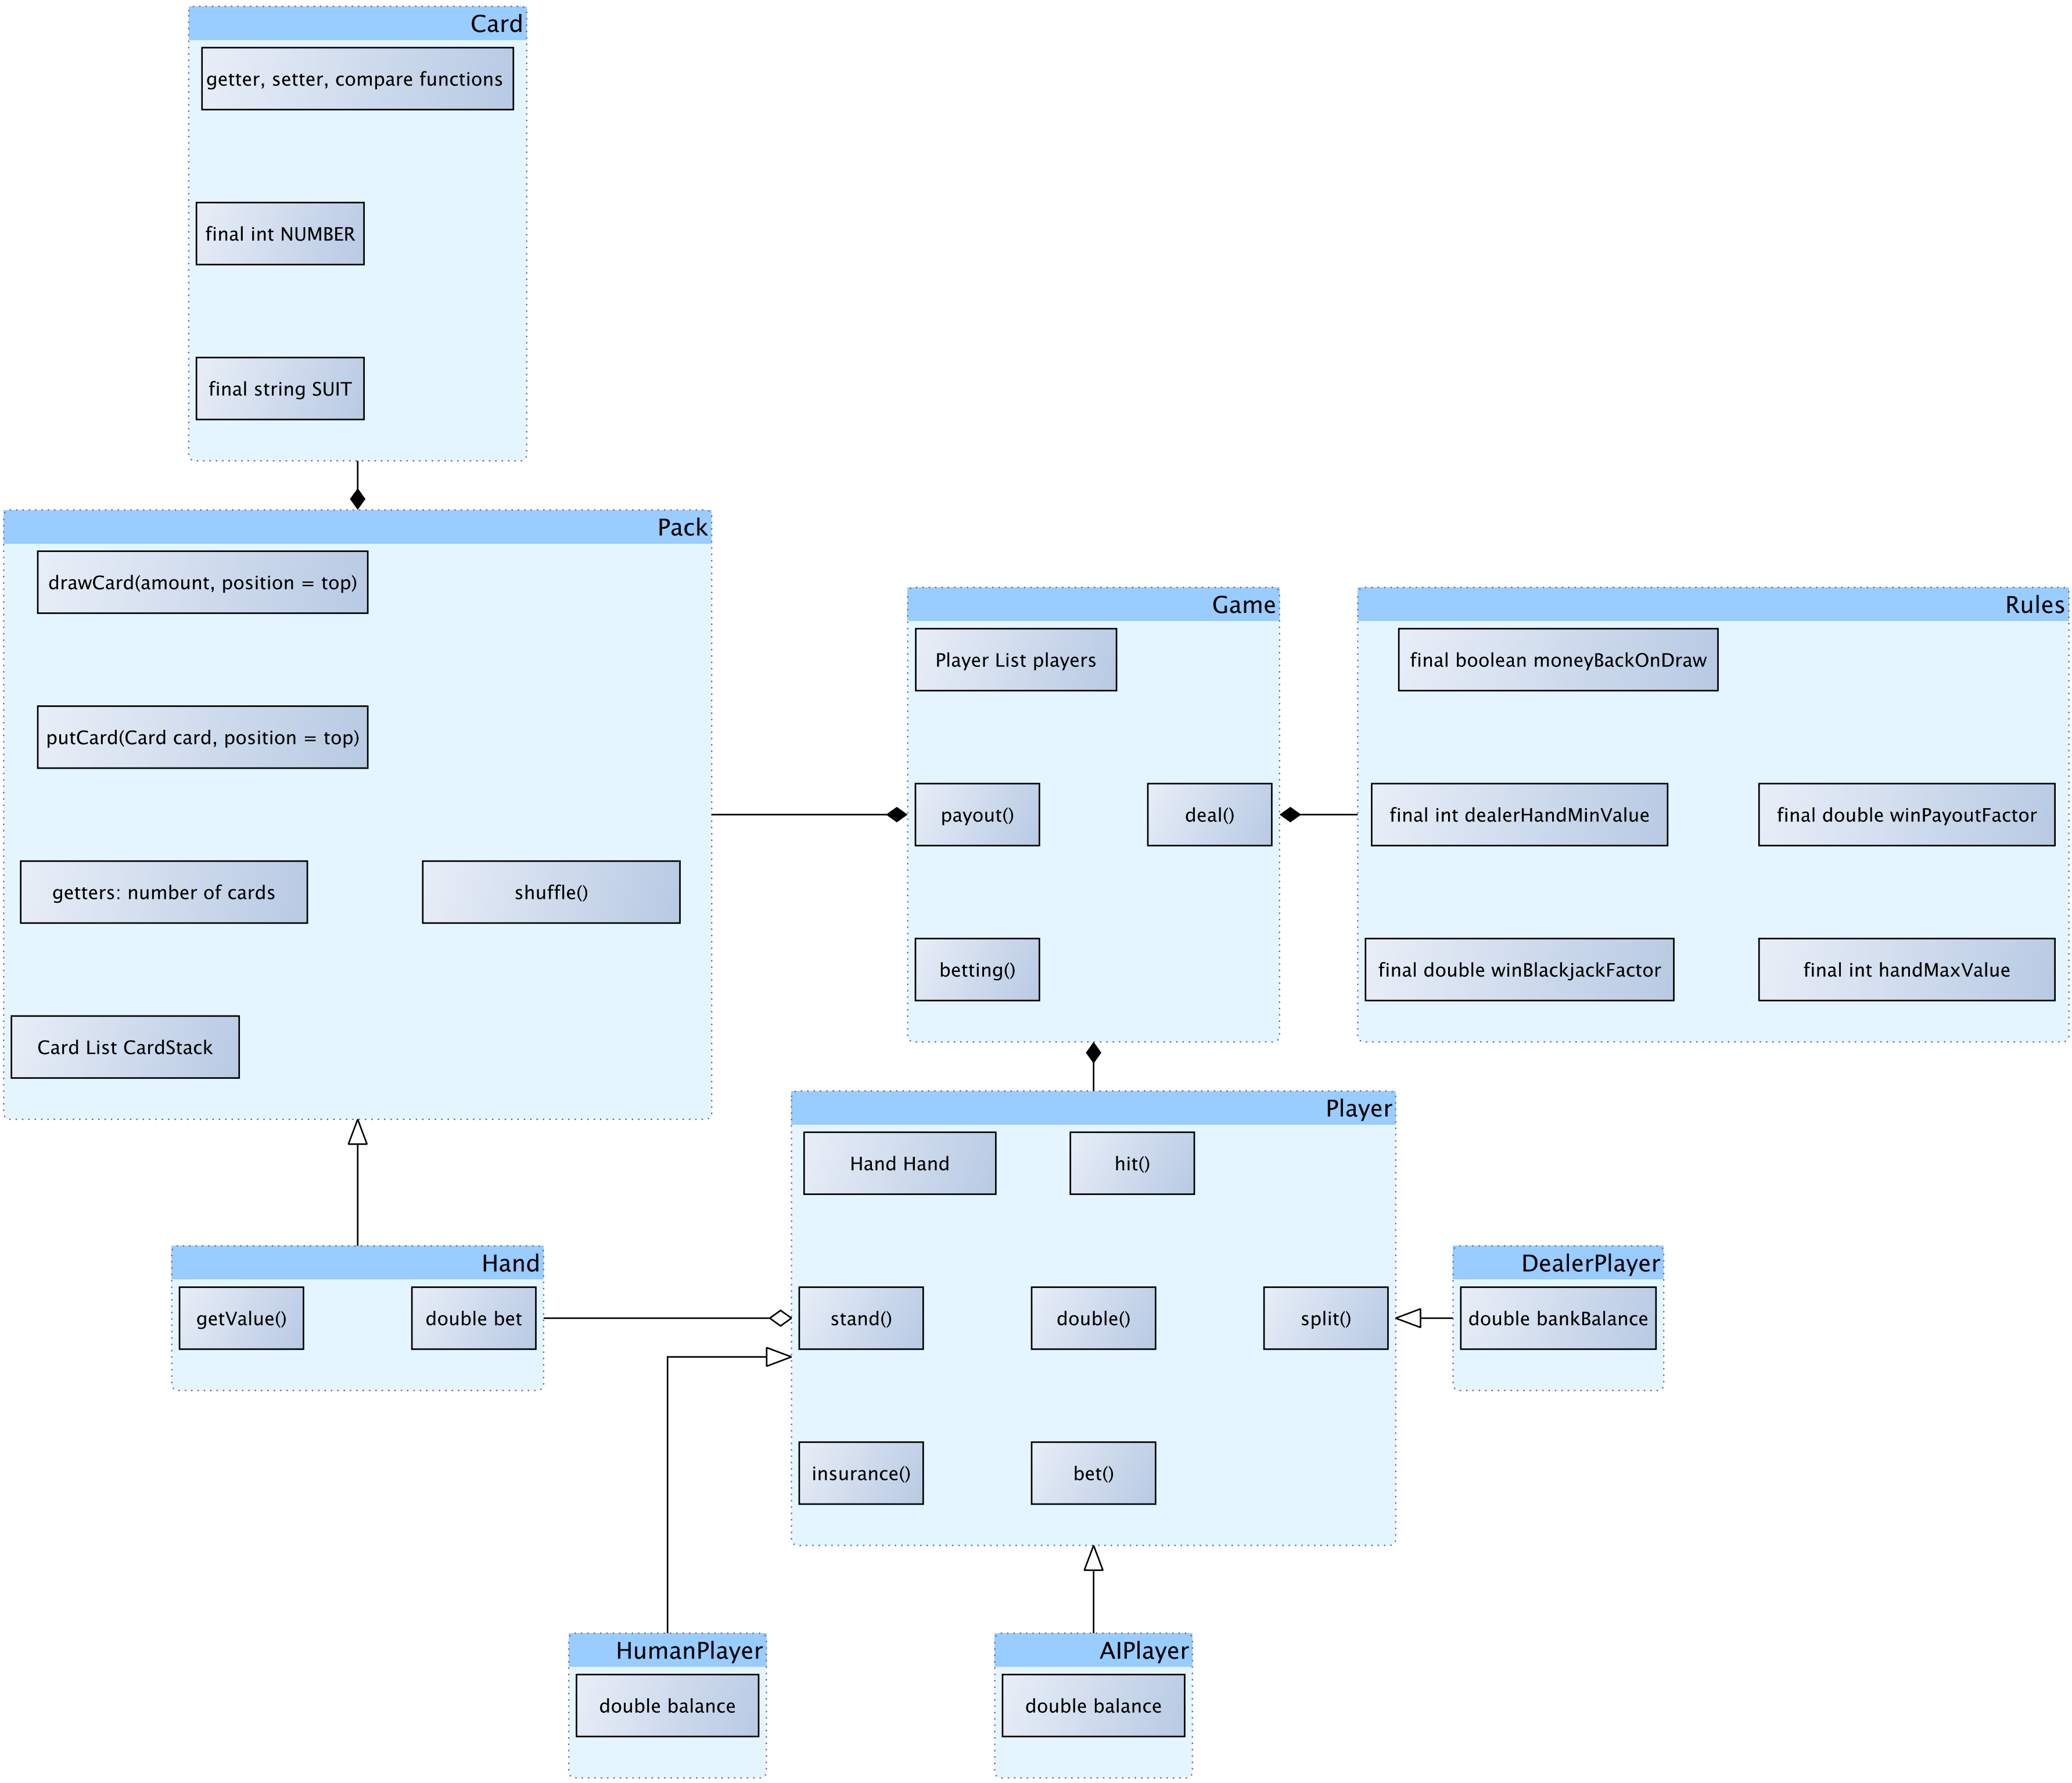 Card
getter, setter, compare functions
final int NUMBER
final string SUIT
Pack
drawCard(amount, position = top)
putCard(Card card, position = top)
getters: number of cards
shuffle()
Card List CardStack
Game
Player List players
payout()
deal()
betting()
Rules
final boolean moneyBackOnDraw
final int dealerHandMinValue
final double winPayoutFactor
final double winBlackjackFactor
final int handMaxValue
Player
Hand Hand
hit()
stand()
double()
split()
insurance()
bet()
Hand
getValue()
double bet
DealerPlayer
double bankBalance
HumanPlayer
double balance
AIPlayer
double balance